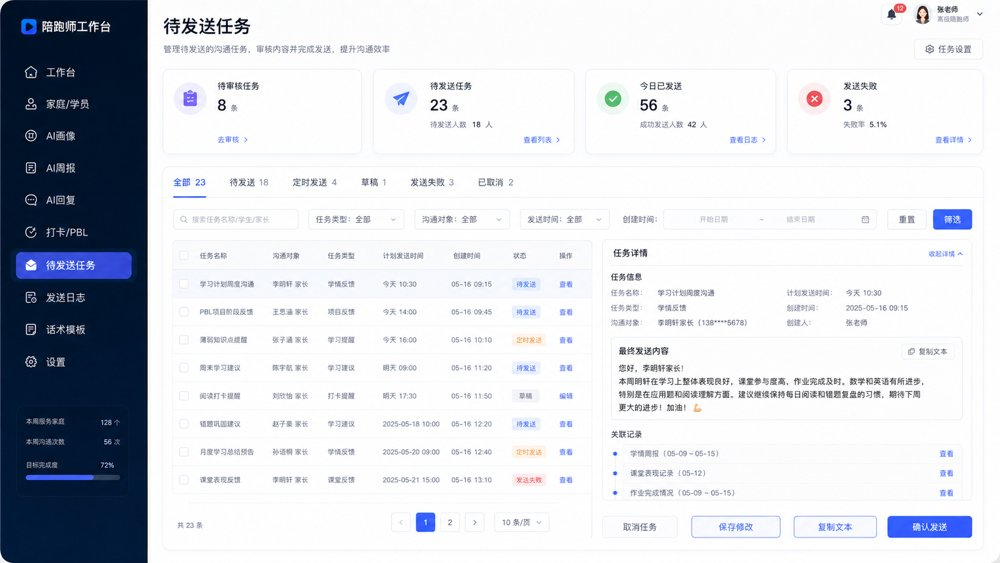 陪跑师工作台
工作台
家庭/学员
AI画像
AI周报
AI回复
打卡/PBL
待发送任务
发送日志
话术模板
设置
本周服务家庭 128 个
本周沟通次数 56 次
目标完成度 72%
待发送任务
管理待发送的沟通任务，审核内容并完成发送，提升沟通效率
12
张老师
高级陪跑师
任务设置
待审核任务
8 条
去审核
待发送任务
23 条
待发送人数 18 人
查看列表
今日已发送
56 条
成功发送人数 42 人
查看日志
发送失败
3 条
失败率 5.1%
查看详情
全部 23 待发送 18 定时发送 4 草稿 1 发送失败 3 已取消 2
搜索任务名称/学生/家长 任务类型： 全部 沟通对象： 全部 发送时间： 全部 创建时间： 开始日期 ~ 结束日期 重置 筛选
任务名称 沟通对象 任务类型 计划发送时间 创建时间 状态 操作
学习计划周度沟通 李明轩 家长 学情反馈 今天 10:30 05-16 09:15 待发送 查看
PBL项目阶段反馈 王思涵 家长 项目反馈 今天 14:00 05-16 09:45 待发送 查看
薄弱知识点提醒 张子涵 家长 学习提醒 今天 16:00 05-16 10:10 定时发送 查看
周末学习建议 陈宇航 家长 学习建议 明天 09:00 05-16 11:20 待发送 查看
阅读打卡提醒 刘欣怡 家长 打卡提醒 明天 17:30 05-16 11:50 草稿 编辑
错题巩固建议 赵子豪 家长 学习建议 2025-05-18 10:00 05-16 12:20 待发送 查看
月度学习总结预告 孙语桐 家长 学情反馈 2025-05-20 09:00 05-16 12:40 定时发送 查看
课堂表现反馈 李明轩 家长 课堂反馈 2025-05-21 15:00 05-16 13:10 发送失败 查看
共 23 条
1 2 10 条/页
任务详情 收起详情
任务信息
任务名称： 学习计划周度沟通 计划发送时间： 今天 10:30
任务类型： 学情反馈 创建时间： 2025-05-16 09:15
沟通对象： 李明轩家长（138****5678） 创建人： 张老师
最终发送内容 复制文本
您好，李明轩家长！
本周明轩在学习上整体表现良好，课堂参与度高、作业完成及时。数学和英语有所进步，
特别是在应用题和阅读理解方面。建议继续保持每日阅读和错题复盘的习惯，期待下周
更大的进步！加油！💪
关联记录
学情周报（05-09 ~ 05-15） 查看
课堂表现记录（05-12） 查看
作业完成情况（05-09 ~ 05-15） 查看
取消任务 保存修改 复制文本 确认发送